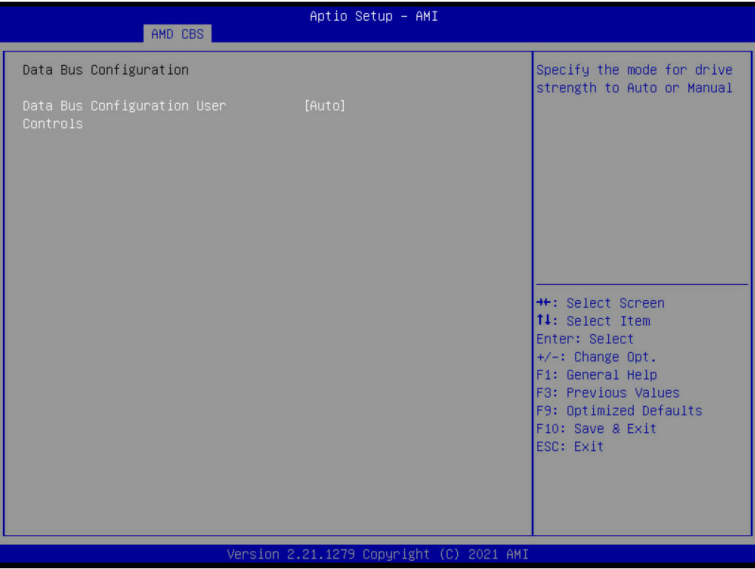 Aptio Setup – AMI
AMD CBS
Data Bus Configuration
Data Bus Configuration User [Auto]
Controls
Specify the mode for drive
strength to Auto or Manual
→←: Select Screen
↑↓: Select Item
Enter: Select
+/-: Change Opt.
F1: General Help
F3: Previous Values
F9: Optimized Defaults
F10: Save & Exit
ESC: Exit
Version 2.21.1279 Copyright (C) 2021 AMI